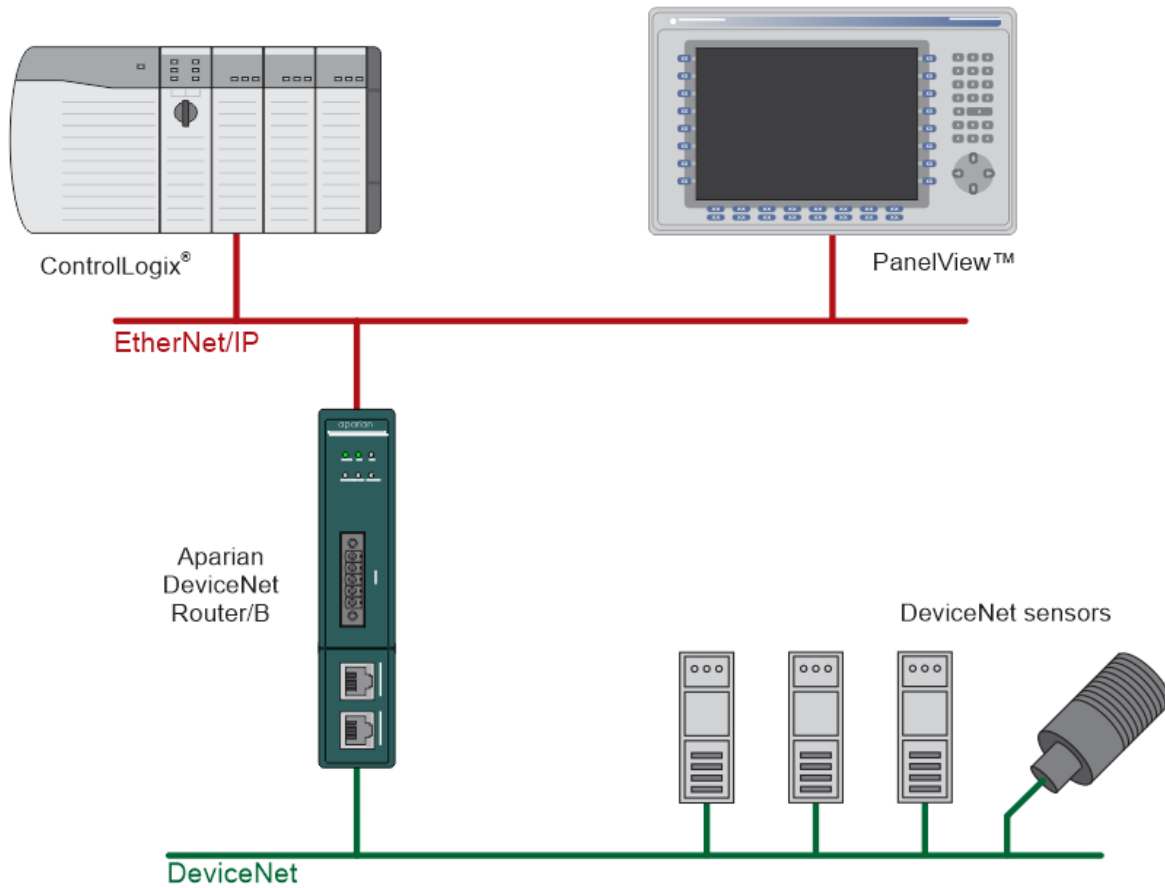 ControlLogix®
PanelView™
EtherNet/IP
aparian
Aparian
DeviceNet
Router/B
DeviceNet sensors
DeviceNet